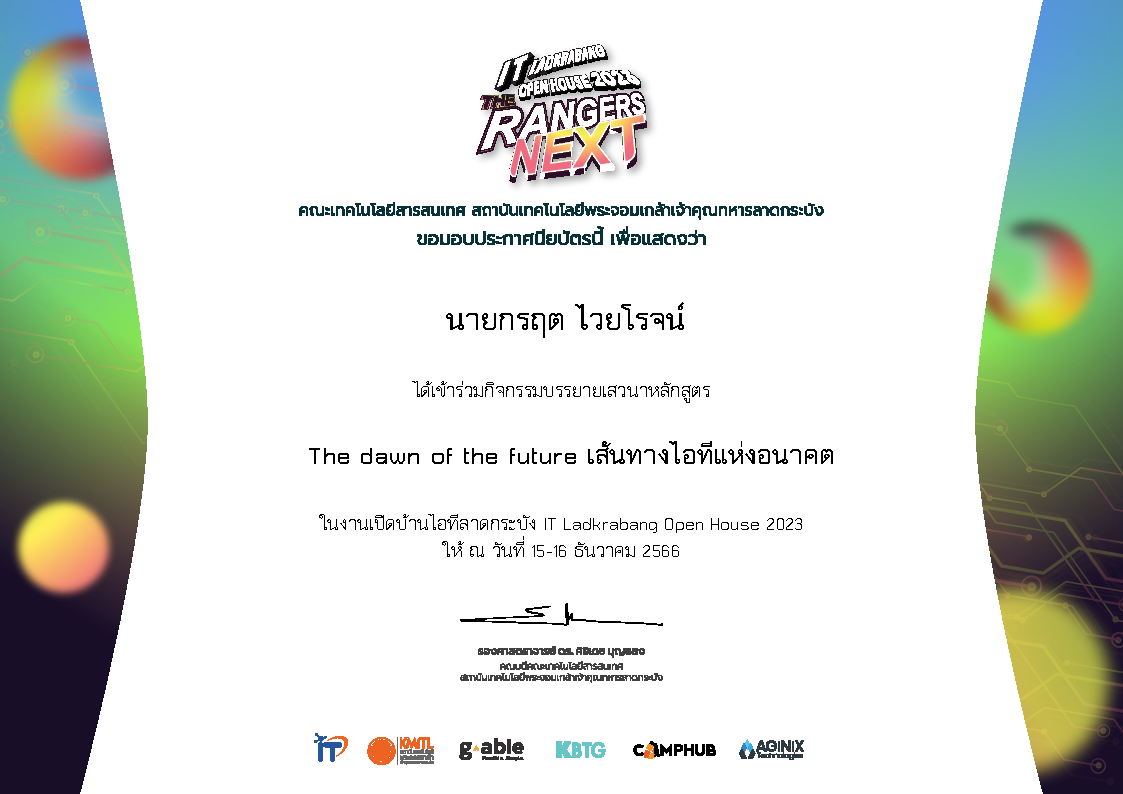 IT LADKRABANG
OPEN HOUSE 2023
THE
RANGERS
NEXT
คณะเทคโนโลยีสารสนเทศ สถาบันเทคโนโลยีพระจอมเกล้าเจ้าคุณทหารลาดกระบัง
ขอมอบประกาศนียบัตรนี้ เพื่อแสดงว่า
นายกรฤต ไวยโรจน์
ได้เข้าร่วมกิจกรรมบรรยายเสวนาหลักสูตร
The dawn of the future เส้นทางไอทีแห่งอนาคต
ในงานเปิดบ้านไอทีลาดกระบัง IT Ladkrabang Open House 2023
ให้ ณ วันที่ 15-16 ธันวาคม 2566
รองศาสตราจารย์ ดร. ศิริเดช บุญแสง
คณบดีคณะเทคโนโลยีสารสนเทศ
สถาบันเทคโนโลยีพระจอมเกล้าเจ้าคุณทหารลาดกระบัง
IT
KMITL
g-able
KBTG
CAMPHUB
AGINIX
Technologies